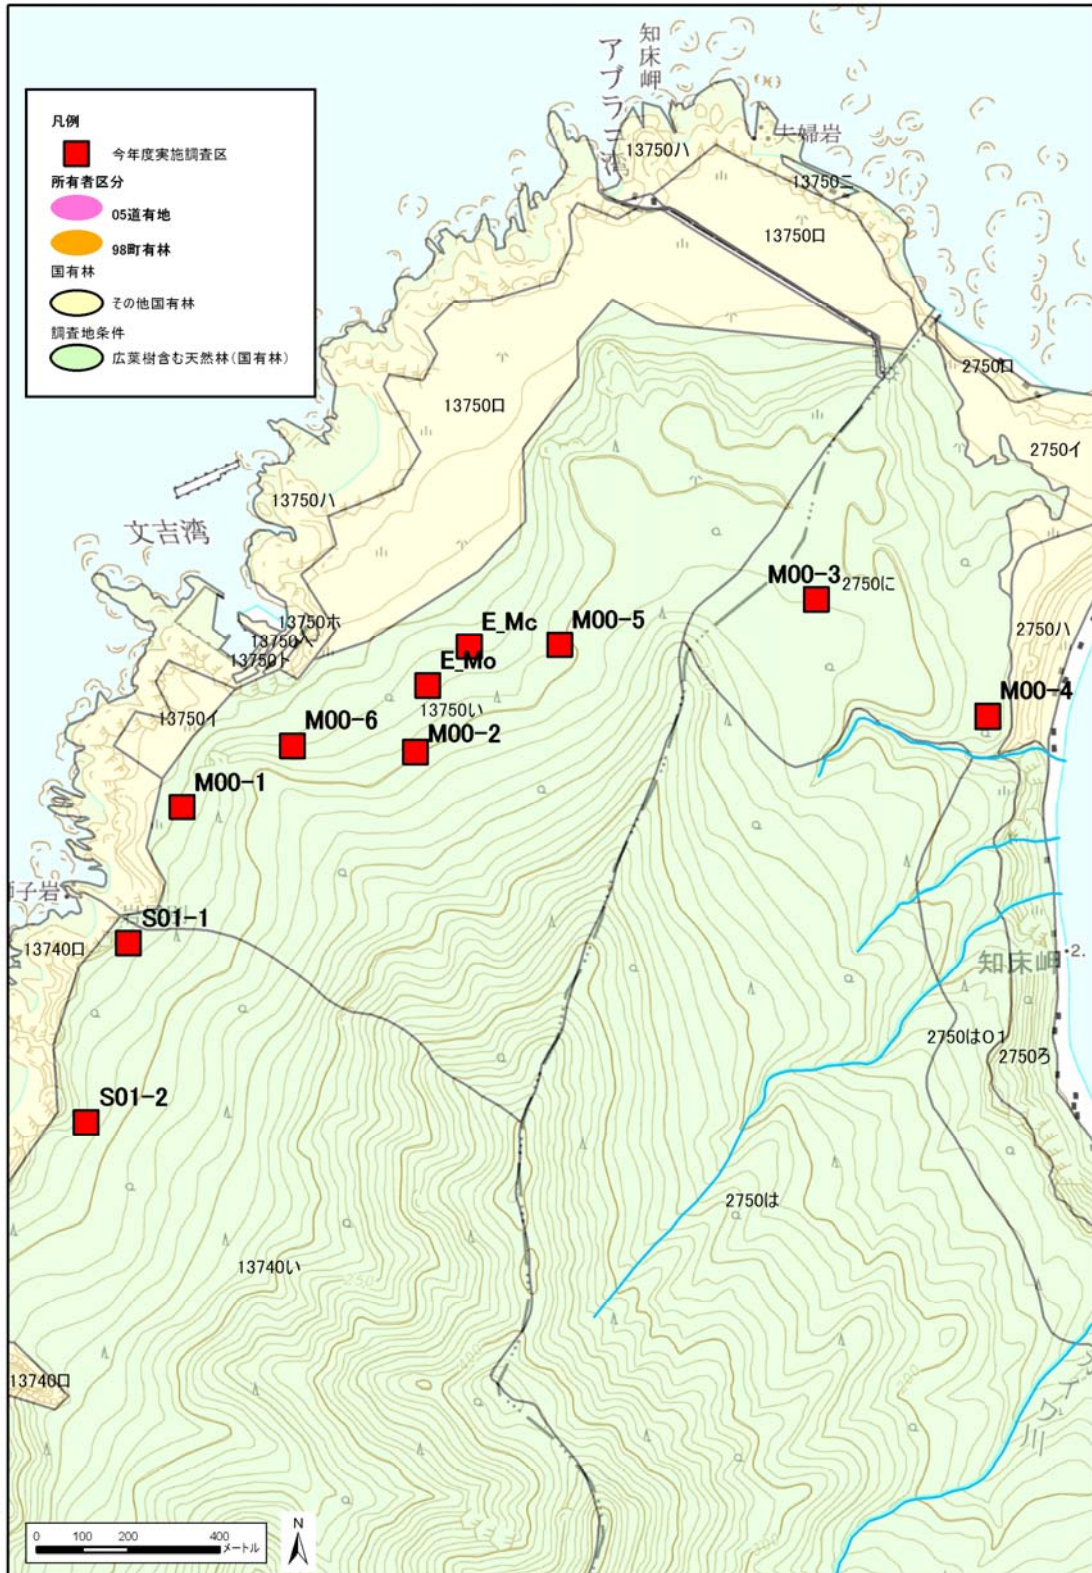 知床岬
アブラコ湾
夫婦岩
13750ハ
13750ニ
13750ロ
凡例
今年度実施調査区
所有者区分
05道有地
98町有林
国有林
その他国有林
調査地条件
広葉樹含む天然林(国有林)
2750ロ
13750ロ
2750イ
13750ハ
文吉湾
M00-3
2750に
13750ホ
13750ヘ
13750ト
E_Mc
M00-5
2750ハ
E_Mo
M00-4
13750い
13750イ
M00-6
M00-2
M00-1
子岩
S01-1
13740ロ
知床岬
2.
2750は01
2750ろ
S01-2
2750は
13740い
250
13740ロ
400
200
200
川
0 100 200 400
メートル
N